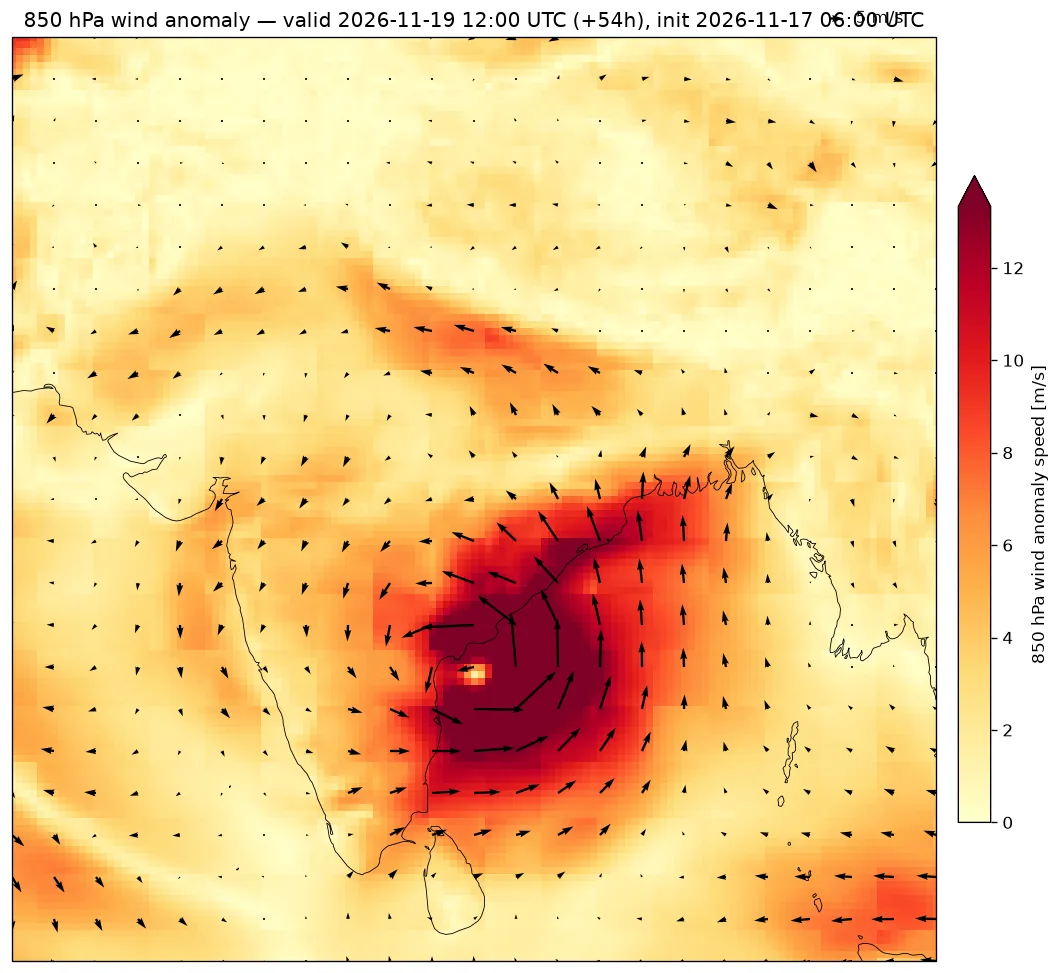 850 hPa wind anomaly — valid 2026-11-19 12:00 UTC (+54h), init 2026-11-17 06:00 UTC
5 m/s
12
10
8
6
4
2
0
850 hPa wind anomaly speed [m/s]